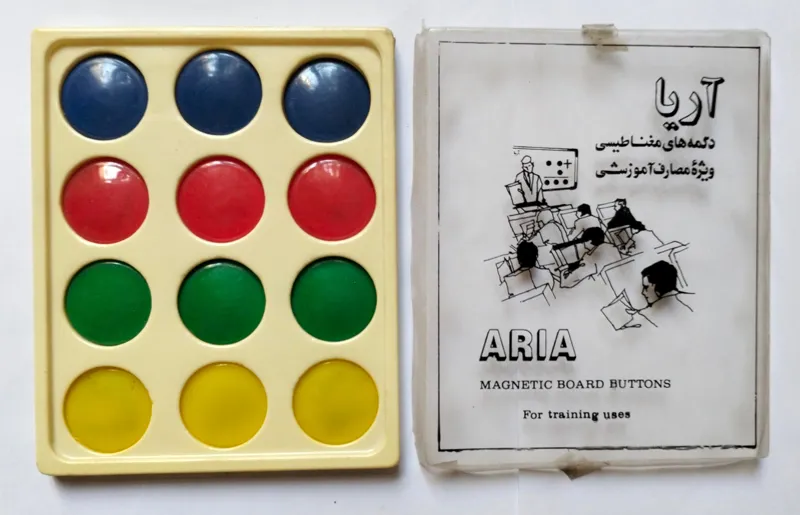 آریا
دکمه‌های مغناطیسی
ویژهٔ مصارف آموزشی
ARIA
MAGNETIC BOARD BUTTONS
For training uses